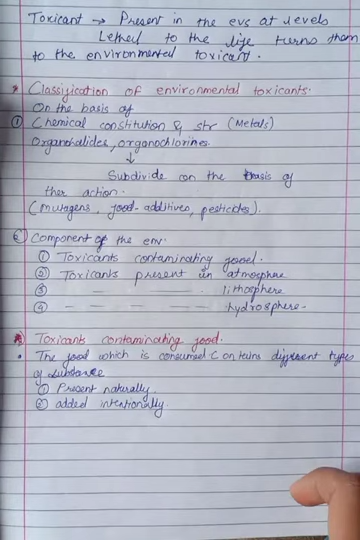 Toxicant → Present in the evs at levels
Lethel to the life turns them
to the environmental toxicant.
* Classification of environmental toxicants.
On the basis of
① Chemical constitution & str (Metals)
Organohalides, organochlorines.
↓
Subdivide on the basis of
ther action.
(Mutagens, food-additives, pesticides).
② Component of the env.
① Toxicants contaminating food.
② Toxicants present in atmosphere
③ — — — — lithosphere
④ — — — — hydrosphere.
* Toxicants contaminating food.
• The food which is consumed contains different types
of substance
① Present naturally.
② added intentionally.